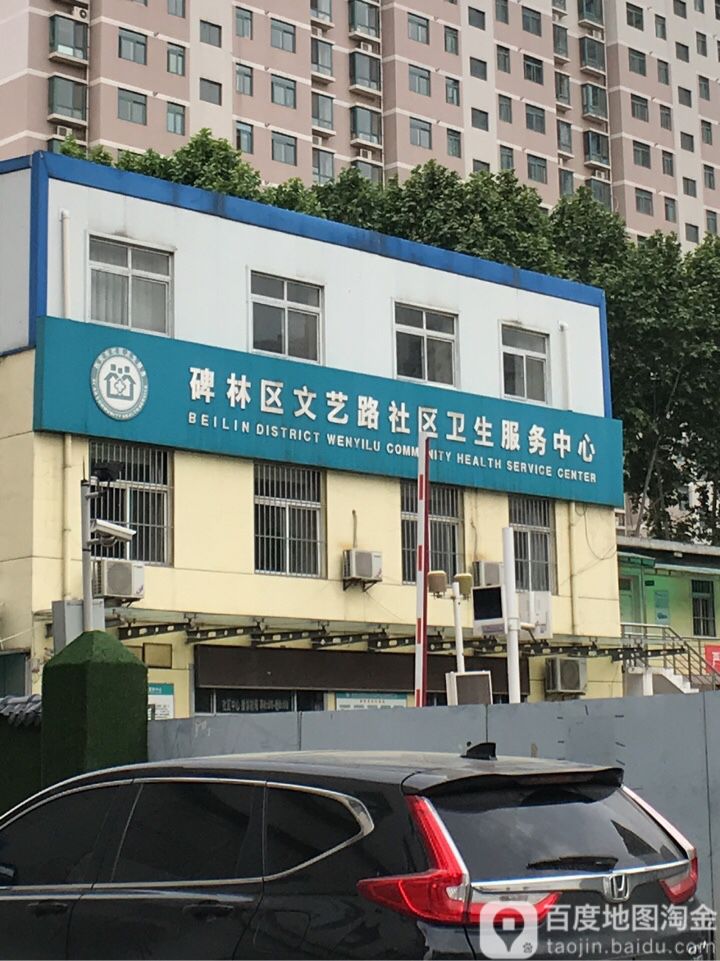 碑林区文艺路社区卫生服务中心
BEILIN DISTRICT WENYILU COMMUNITY HEALTH SERVICE CENTER
百度地图淘金
taojin.baidu.com